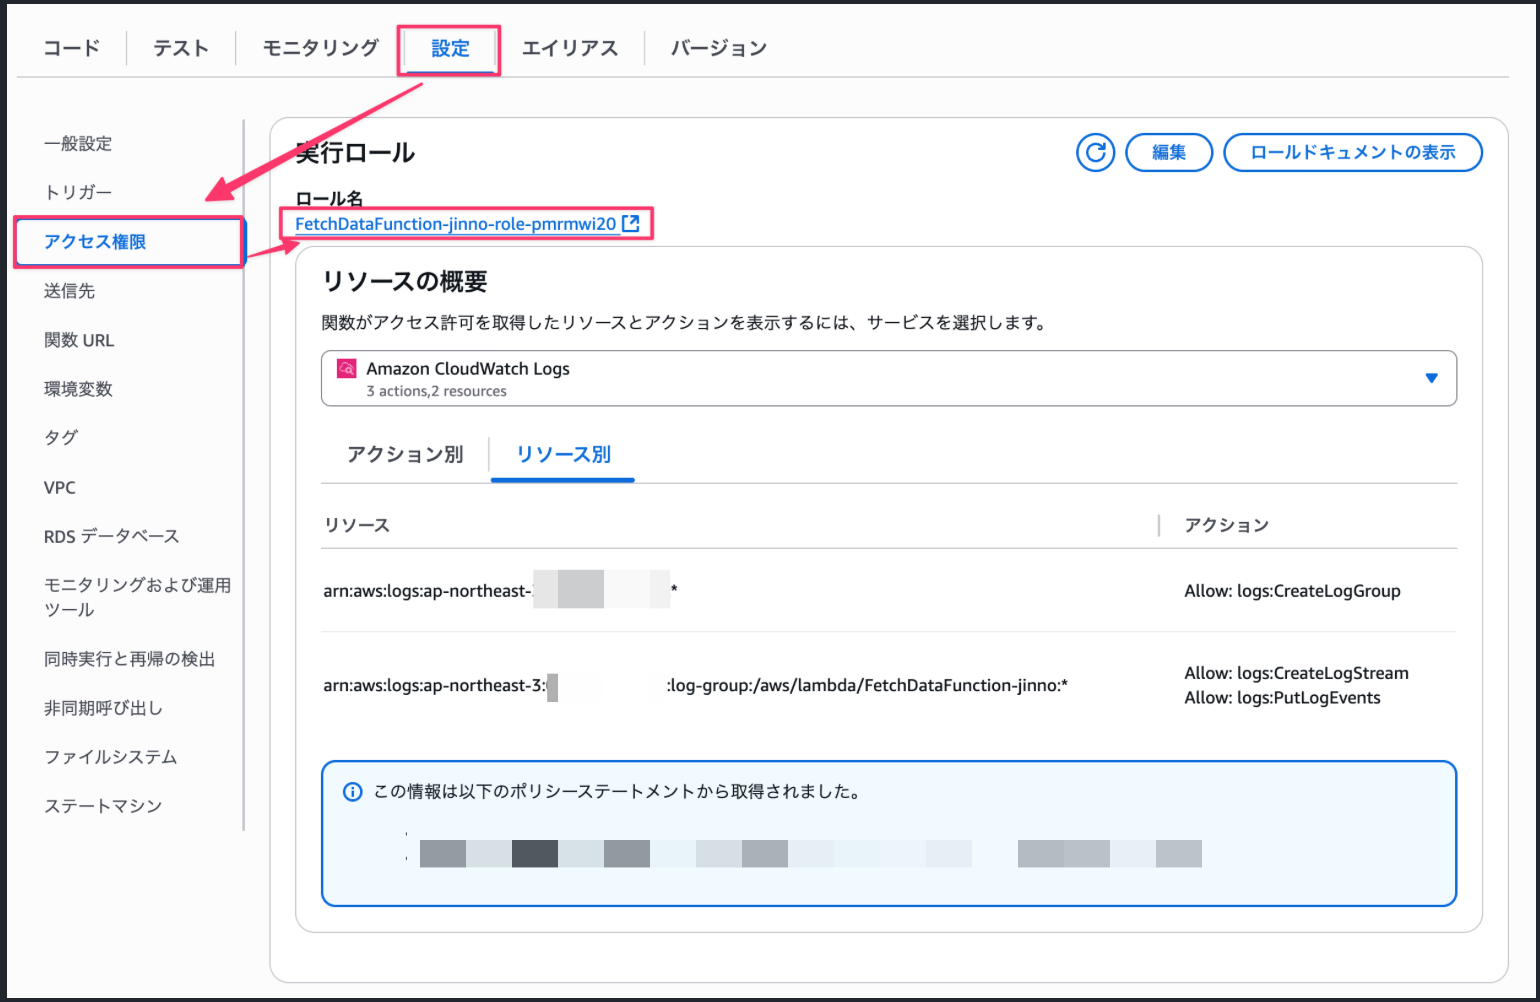 コード
テスト
モニタリング
設定
エイリアス
バージョン
一般設定
トリガー
アクセス権限
送信先
関数 URL
環境変数
タグ
VPC
RDS データベース
モニタリングおよび運用
ツール
同時実行と再帰の検出
非同期呼び出し
ファイルシステム
ステートマシン
実行ロール
編集
ロールドキュメントの表示
ロール名
FetchDataFunction-jinno-role-pmrmwi20
リソースの概要
関数がアクセス許可を取得したリソースとアクションを表示するには、サービスを選択します。
Amazon CloudWatch Logs
3 actions,2 resources
アクション別
リソース別
リソース
アクション
arn:aws:logs:ap-northeast- *
Allow: logs:CreateLogGroup
arn:aws:logs:ap-northeast-3: :log-group:/aws/lambda/FetchDataFunction-jinno:*
Allow: logs:CreateLogStream
Allow: logs:PutLogEvents
この情報は以下のポリシーステートメントから取得されました。